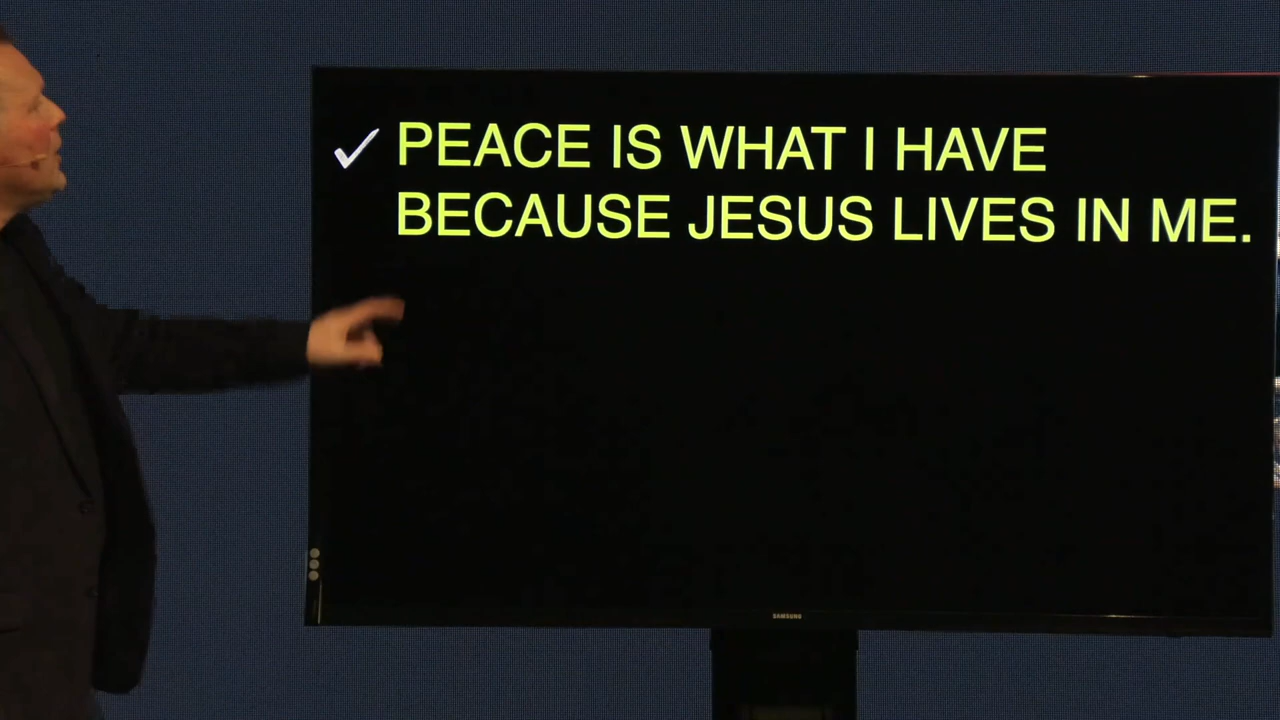 ✓ PEACE IS WHAT I HAVE
BECAUSE JESUS LIVES IN ME.
SAMSUNG